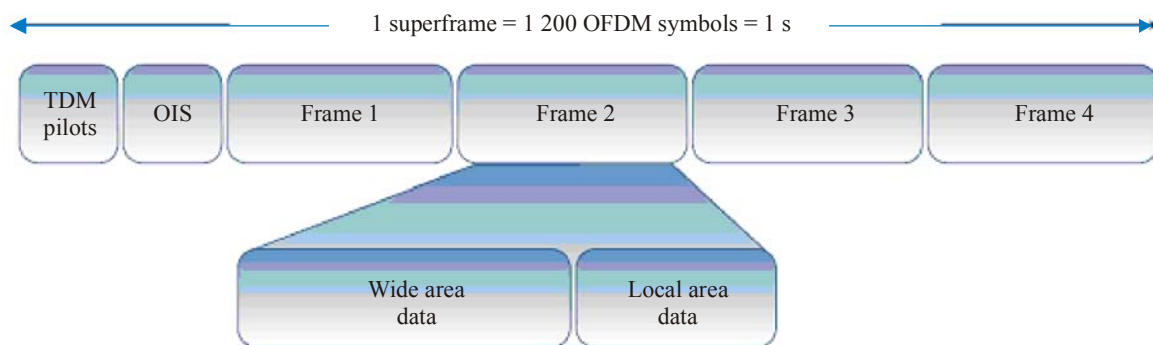 1 superframe = 1 200 OFDM symbols = 1 s
TDM
pilots
OIS
Frame 1
Frame 2
Frame 3
Frame 4
Wide area
data
Local area
data